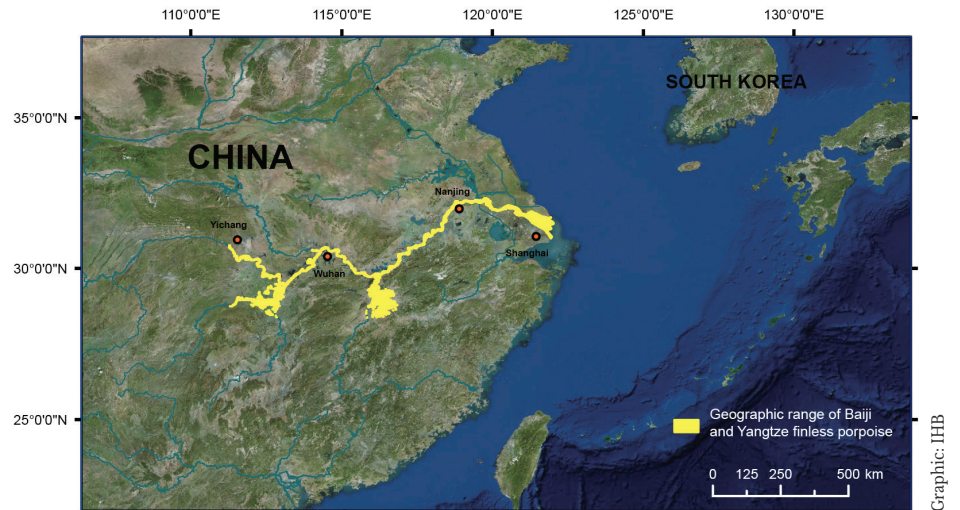 110°0'0"E 115°0'0"E 120°0'0"E 125°0'0"E 130°0'0"E
SOUTH KOREA
35°0'0"N
CHINA
Nanjing
Yichang
Shanghai
30°0'0"N
Wuhan
25°0'0"N
Geographic range of Baiji
and Yangtze finless porpoise
0 125 250 500 km
Graphic: IHB